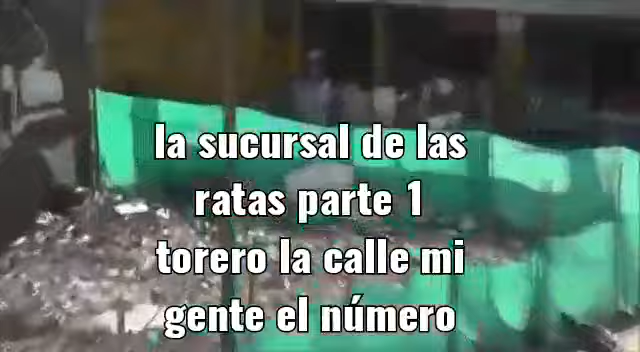 la sucursal de las
ratas parte 1
torero la calle mi
gente el número